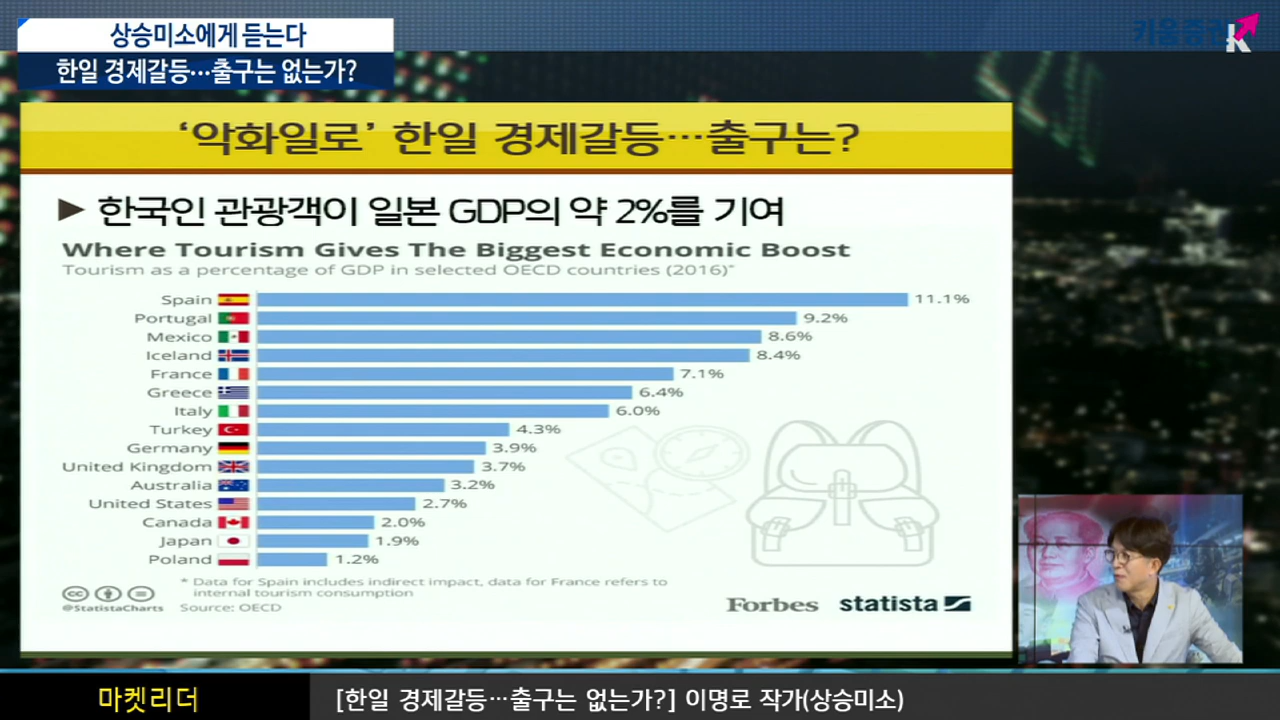 상승미소에게 듣는다
한일 경제갈등…출구는 없는가?
키움증권
K
‘악화일로’ 한일 경제갈등…출구는?
▶ 한국인 관광객이 일본 GDP의 약 2%를 기여
Where Tourism Gives The Biggest Economic Boost
Tourism as a percentage of GDP in selected OECD countries (2016)*
Spain 11.1%
Portugal 9.2%
Mexico 8.6%
Iceland 8.4%
France 7.1%
Greece 6.4%
Italy 6.0%
Turkey 4.3%
Germany 3.9%
United Kingdom 3.7%
Australia 3.2%
United States 2.7%
Canada 2.0%
Japan 1.9%
Poland 1.2%
* Data for Spain includes indirect impact, data for France refers to
internal tourism consumption
@StatistaCharts Source: OECD
Forbes statista
마켓리더
[한일 경제갈등…출구는 없는가?] 이명로 작가(상승미소)